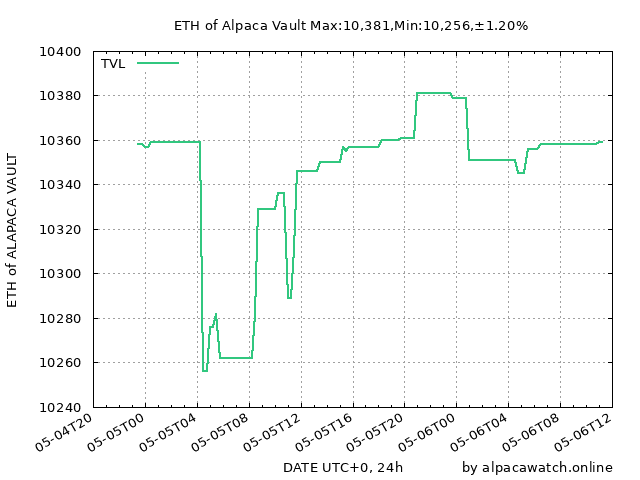 ETH of Alpaca Vault Max:10,381,Min:10,256,±1.20%
TVL
10400
10380
10360
10340
10320
10300
10280
10260
10240
ETH of ALAPACA VAULT
05-04T20
05-05T00
05-05T04
05-05T08
05-05T12
05-05T16
05-05T20
05-06T00
05-06T04
05-06T08
05-06T12
DATE UTC+0, 24h
by alpacawatch.online